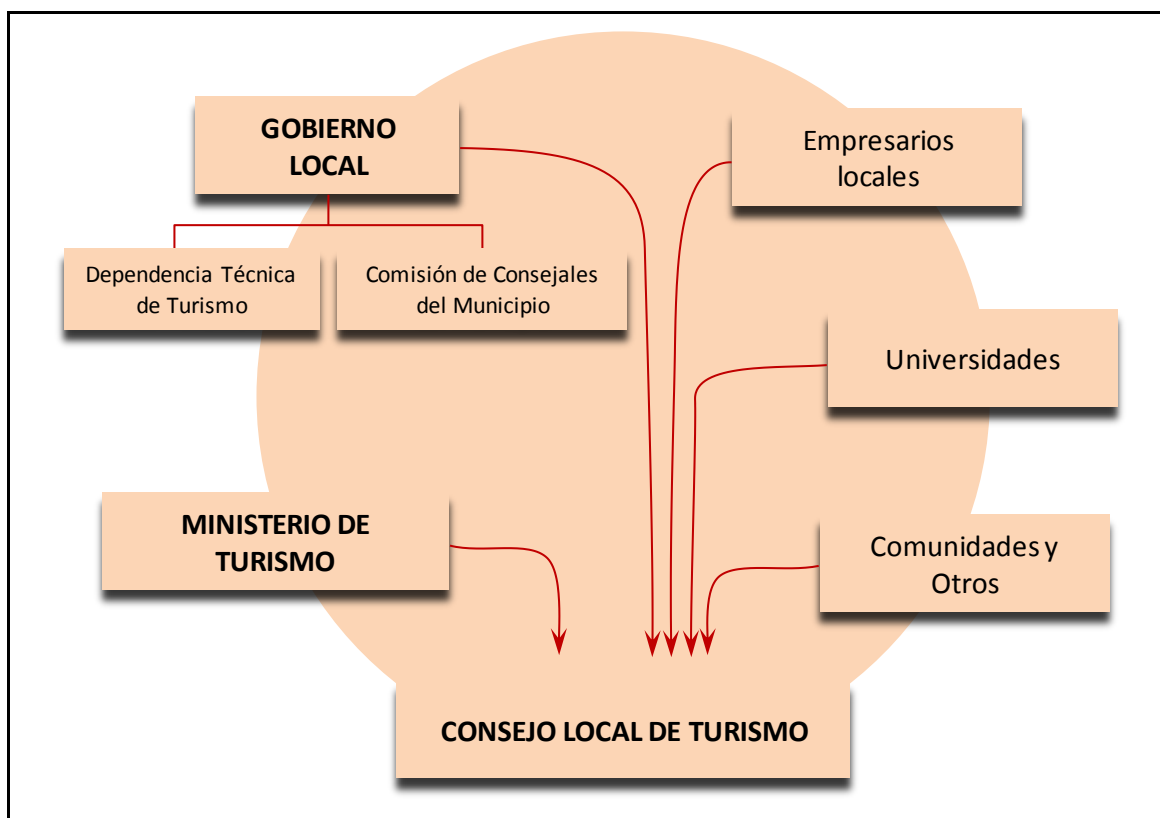 GOBIERNO
LOCAL
Empresarios
locales
Dependencia Técnica
de Turismo
Comisión de Consejales
del Municipio
Universidades
MINISTERIO DE
TURISMO
Comunidades y
Otros
CONSEJO LOCAL DE TURISMO